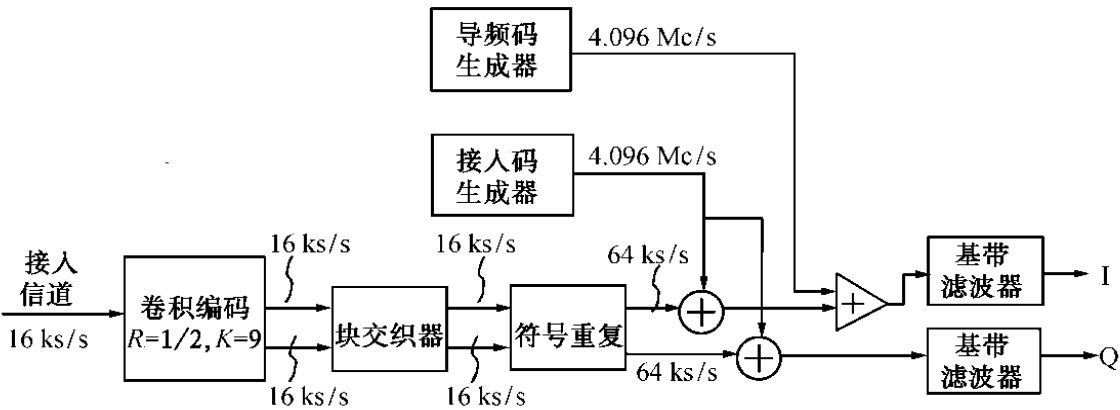 导频码
生成器
4.096 Mc/s
接入码
生成器
4.096 Mc/s
接入
信道
16 ks/s
卷积编码
R=1/2, K=9
16 ks/s
16 ks/s
块交织器
16 ks/s
16 ks/s
符号重复
64 ks/s
64 ks/s
+
+
+
基带
滤波器
I
基带
滤波器
Q